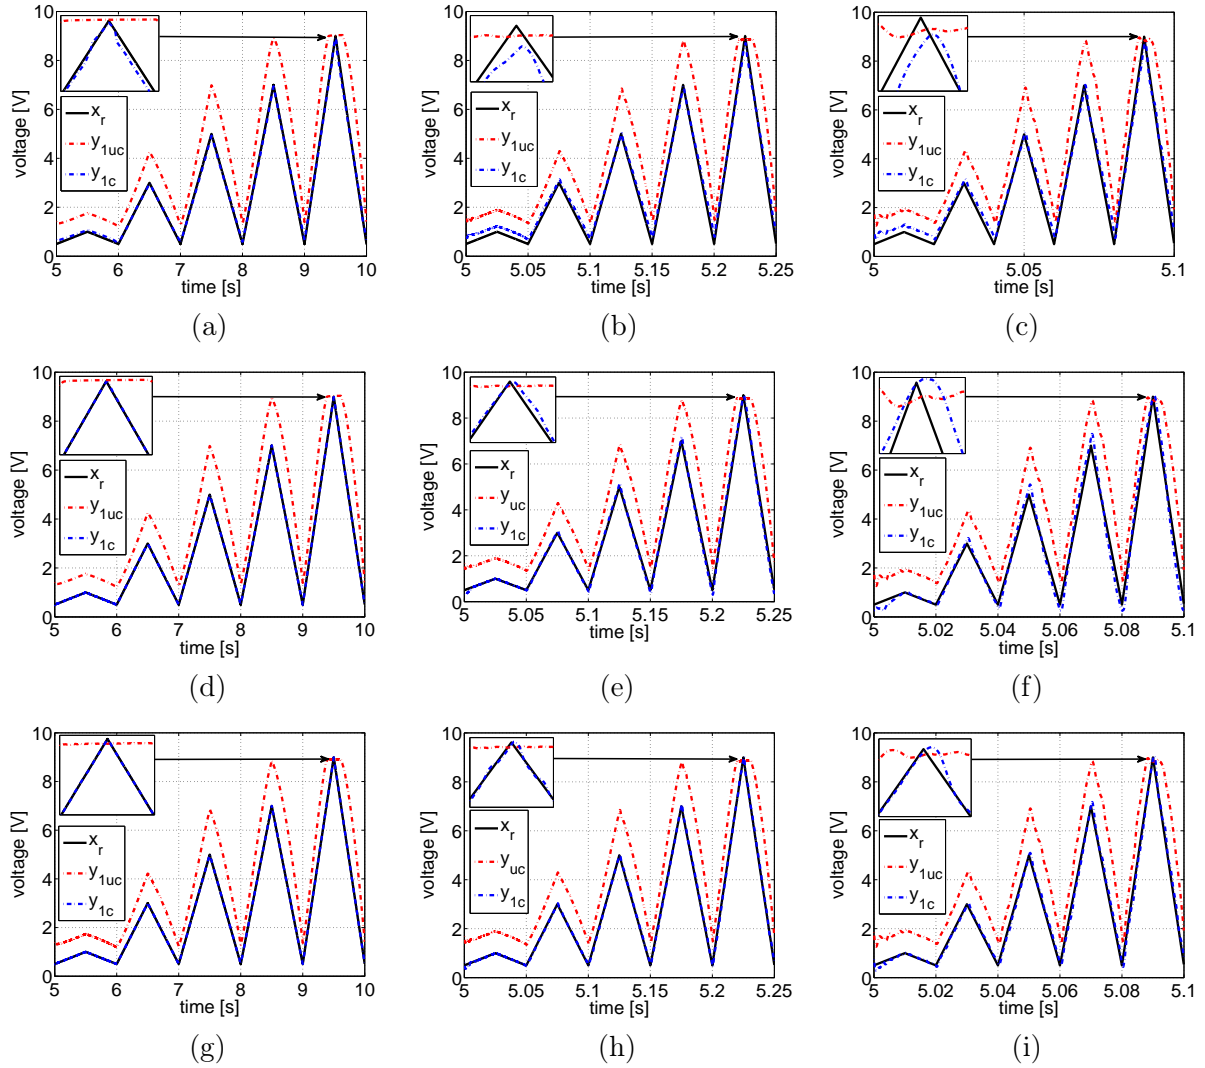 10
8
6
4
2
0
voltage [V]
x_r
y_1uc
y_1c
5 6 7 8 9 10
time [s]
(a)
10
8
6
4
2
0
voltage [V]
x_r
y_1uc
y_1c
5 5.05 5.1 5.15 5.2 5.25
time [s]
(b)
10
8
6
4
2
0
voltage [V]
x_r
y_1uc
y_1c
5 5.05 5.1
time [s]
(c)
10
8
6
4
2
0
voltage [V]
x_r
y_1uc
y_1c
5 6 7 8 9 10
time [s]
(d)
10
8
6
4
2
0
voltage [V]
x_r
y_uc
y_1c
5 5.05 5.1 5.15 5.2 5.25
time [s]
(e)
10
8
6
4
2
0
voltage [V]
x_r
y_1uc
y_1c
5 5.02 5.04 5.06 5.08 5.1
time [s]
(f)
10
8
6
4
2
0
voltage [V]
x_r
y_1uc
y_1c
5 6 7 8 9 10
time [s]
(g)
10
8
6
4
2
0
voltage [V]
x_r
y_uc
y_1c
5 5.05 5.1 5.15 5.2 5.25
time [s]
(h)
10
8
6
4
2
0
voltage [V]
x_r
y_1uc
y_1c
5 5.02 5.04 5.06 5.08 5.1
time [s]
(i)